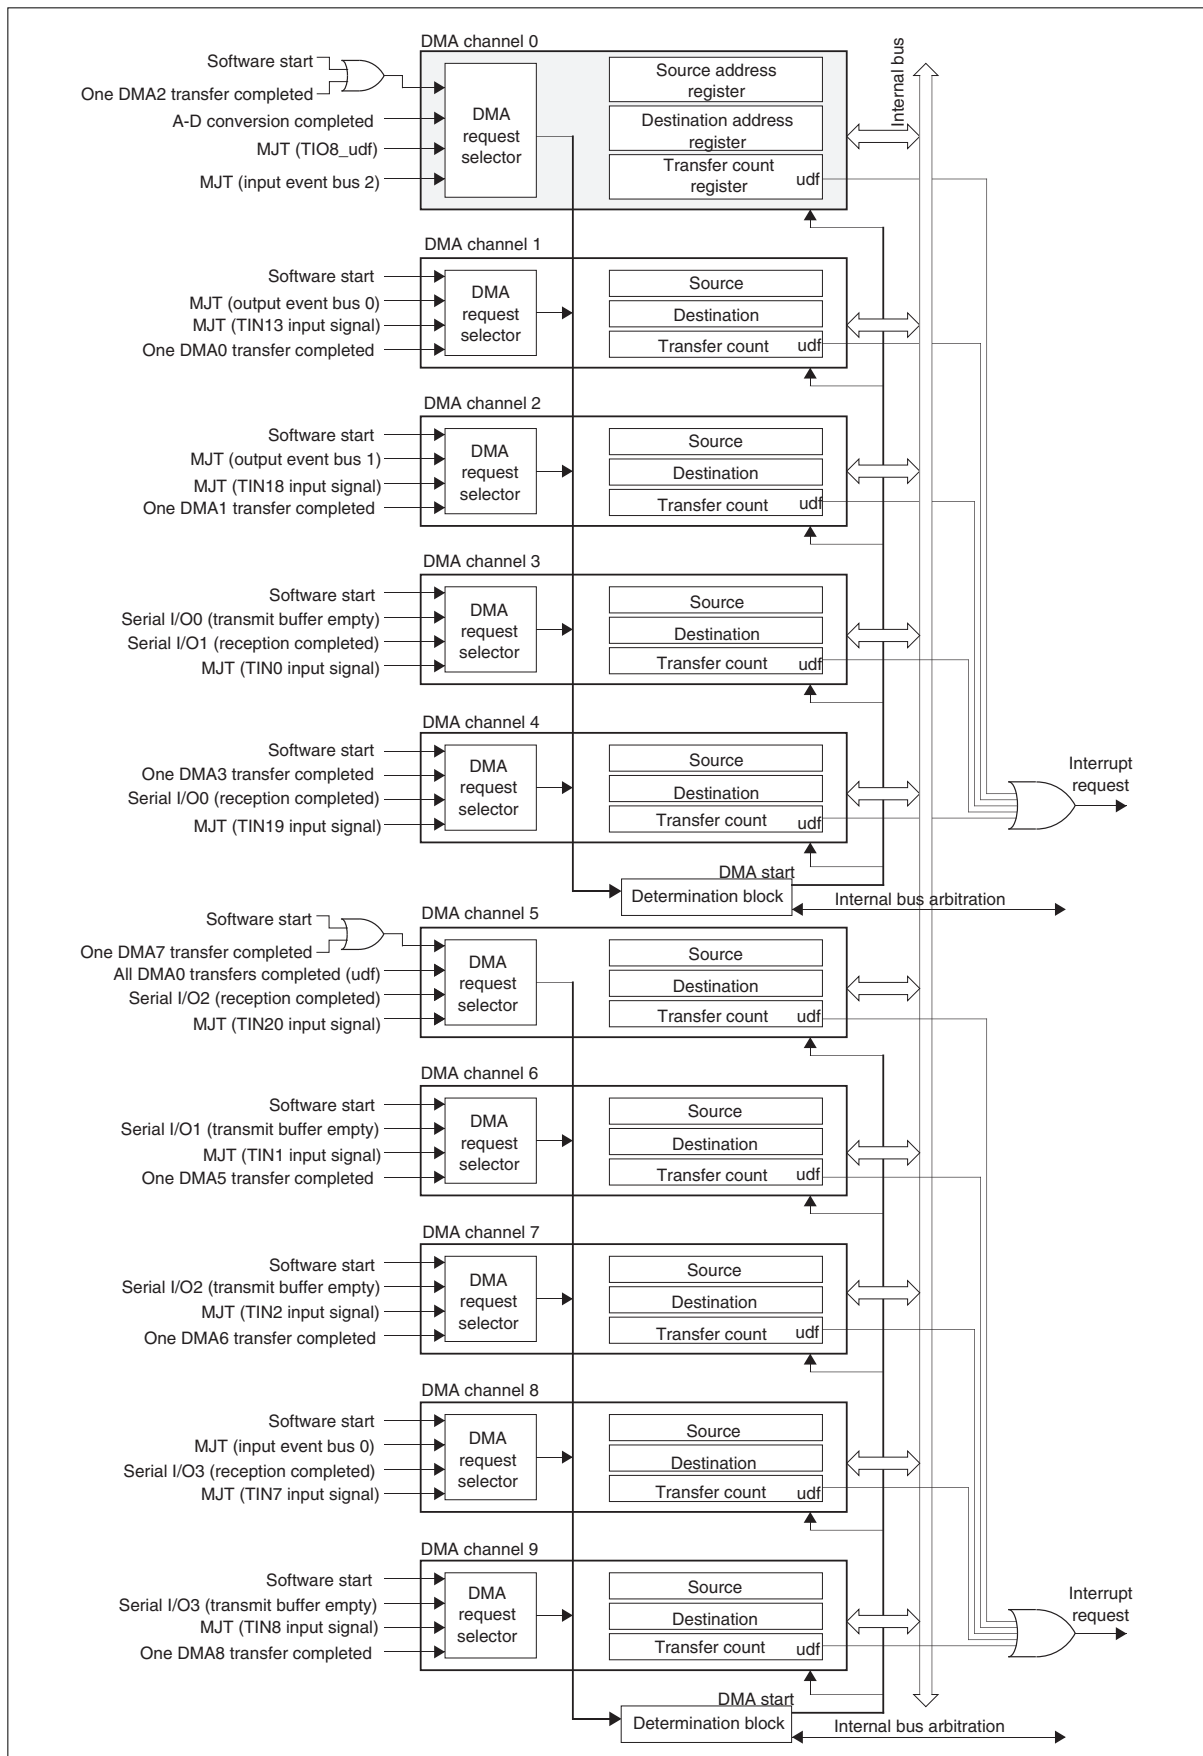 DMA channel 0
Internal bus
Software start
One DMA2 transfer completed
A-D conversion completed
MJT (TIO8_udf)
MJT (input event bus 2)
DMA
request
selector
Source address
register
Destination address
register
Transfer count
register
udf
DMA channel 1
Software start
MJT (output event bus 0)
MJT (TIN13 input signal)
One DMA0 transfer completed
DMA
request
selector
Source
Destination
Transfer count
udf
DMA channel 2
Software start
MJT (output event bus 1)
MJT (TIN18 input signal)
One DMA1 transfer completed
DMA
request
selector
Source
Destination
Transfer count
udf
DMA channel 3
Software start
Serial I/O0 (transmit buffer empty)
Serial I/O1 (reception completed)
MJT (TIN0 input signal)
DMA
request
selector
Source
Destination
Transfer count
udf
DMA channel 4
Software start
One DMA3 transfer completed
Serial I/O0 (reception completed)
MJT (TIN19 input signal)
DMA
request
selector
Source
Destination
Transfer count
udf
Interrupt
request
DMA start
Determination block
Internal bus arbitration
DMA channel 5
Software start
One DMA7 transfer completed
All DMA0 transfers completed (udf)
Serial I/O2 (reception completed)
MJT (TIN20 input signal)
DMA
request
selector
Source
Destination
Transfer count
udf
DMA channel 6
Software start
Serial I/O1 (transmit buffer empty)
MJT (TIN1 input signal)
One DMA5 transfer completed
DMA
request
selector
Source
Destination
Transfer count
udf
DMA channel 7
Software start
Serial I/O2 (transmit buffer empty)
MJT (TIN2 input signal)
One DMA6 transfer completed
DMA
request
selector
Source
Destination
Transfer count
udf
DMA channel 8
Software start
MJT (input event bus 0)
Serial I/O3 (reception completed)
MJT (TIN7 input signal)
DMA
request
selector
Source
Destination
Transfer count
udf
DMA channel 9
Software start
Serial I/O3 (transmit buffer empty)
MJT (TIN8 input signal)
One DMA8 transfer completed
DMA
request
selector
Source
Destination
Transfer count
udf
Interrupt
request
DMA start
Determination block
Internal bus arbitration